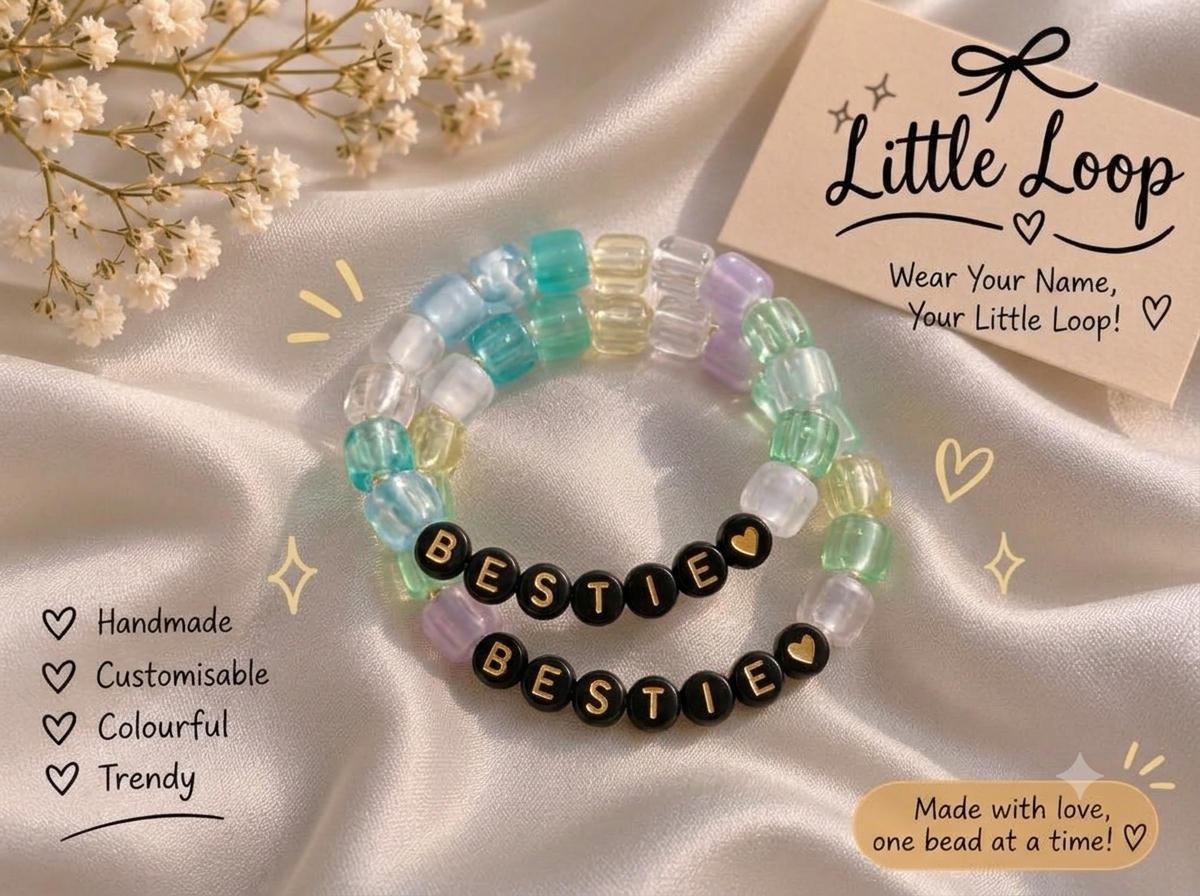 Little Loop
Wear Your Name,
Your Little Loop!
BESTIE
BESTIE
Handmade
Customisable
Colourful
Trendy
Made with love,
one bead at a time!